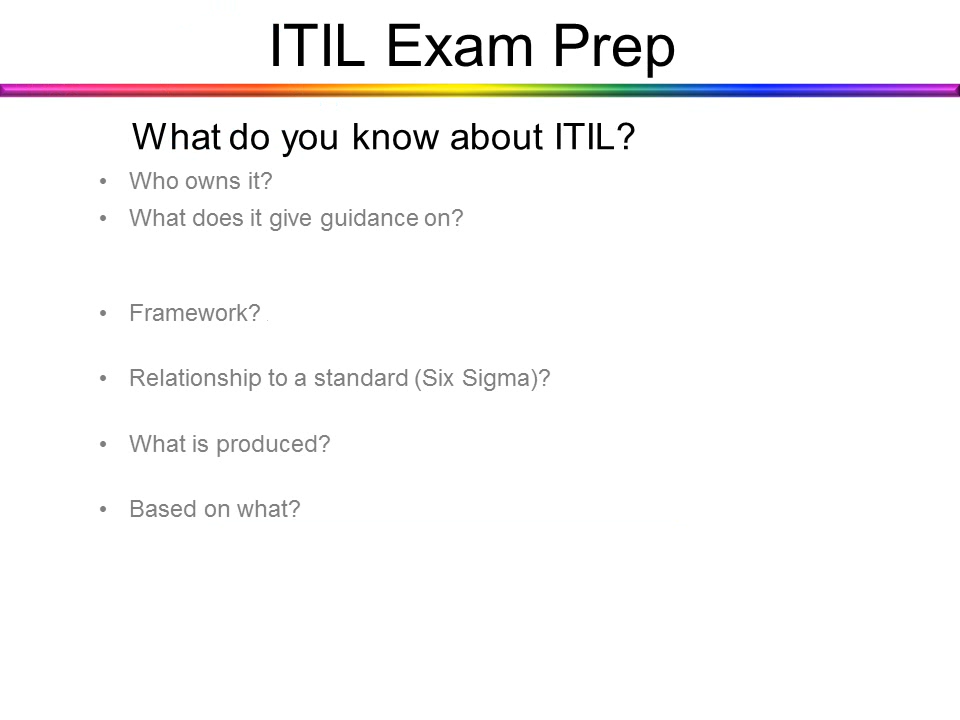 ITIL Exam Prep
What do you know about ITIL?
• Who owns it?
• What does it give guidance on?
• Framework?
• Relationship to a standard (Six Sigma)?
• What is produced?
• Based on what?